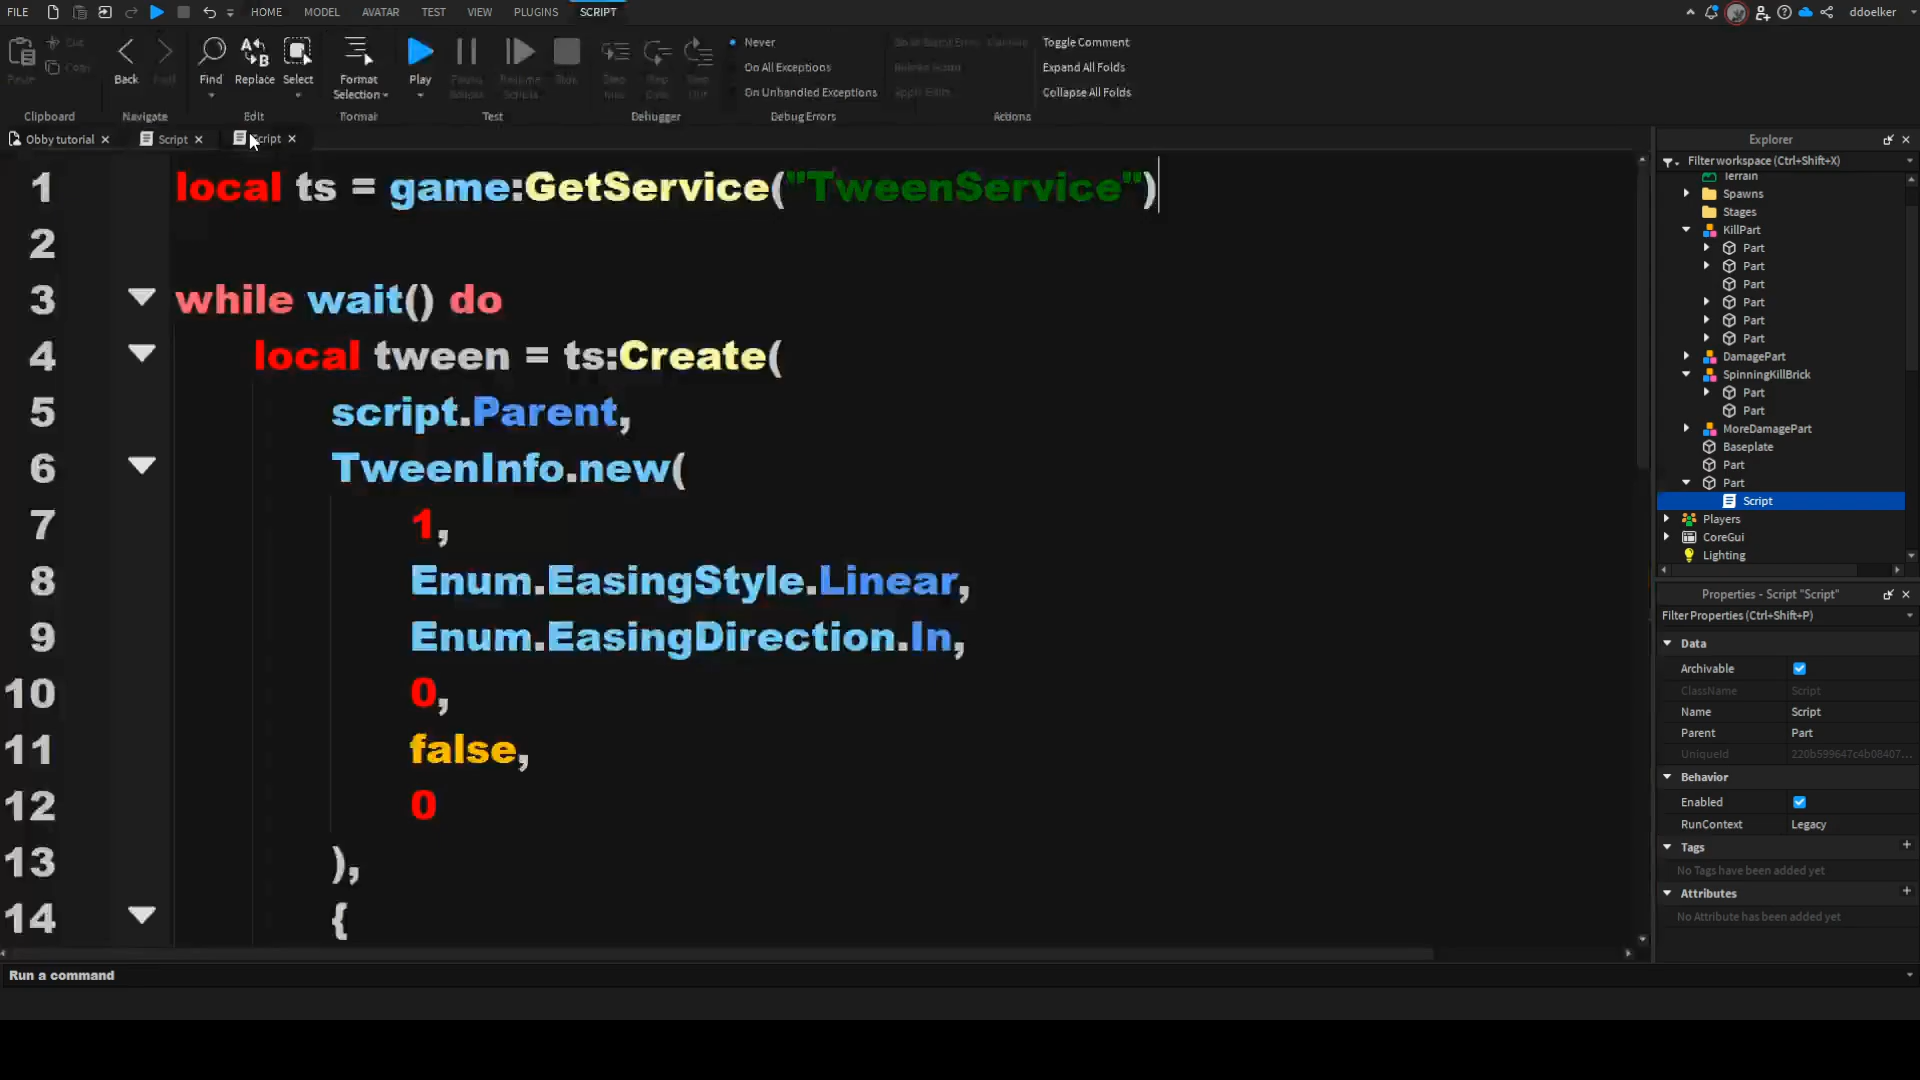 FILE HOME MODEL AVATAR TEST VIEW PLUGINS SCRIPT ddoelker
Cut Never Toggle Comment
Copy On All Exceptions Expand All Folds
Paste Back Find Replace Select Format Play On Unhandled Exceptions Collapse All Folds
Selection
Clipboard Navigate Edit Format Test Debugger Debug Errors Actions
Obby tutorial Script Script
1 local ts = game:GetService("TweenService")
2
3 while wait() do
4 local tween = ts:Create(
5 script.Parent,
6 TweenInfo.new(
7 1,
8 Enum.EasingStyle.Linear,
9 Enum.EasingDirection.In,
10 0,
11 false,
12 0
13 ),
14 {
Run a command
Explorer
Filter workspace (Ctrl+Shift+X)
Terrain
Spawns
Stages
KillPart
Part
Part
Part
Part
Part
Part
DamagePart
SpinningKillBrick
Part
Part
MoreDamagePart
Baseplate
Part
Part
Script
Players
CoreGui
Lighting
Properties - Script "Script"
Filter Properties (Ctrl+Shift+P)
Data
Archivable
ClassName Script
Name Script
Parent Part
UniqueId 220b599647c4b08407...
Behavior
Enabled
RunContext Legacy
Tags
No Tags have been added yet
Attributes
No Attribute has been added yet